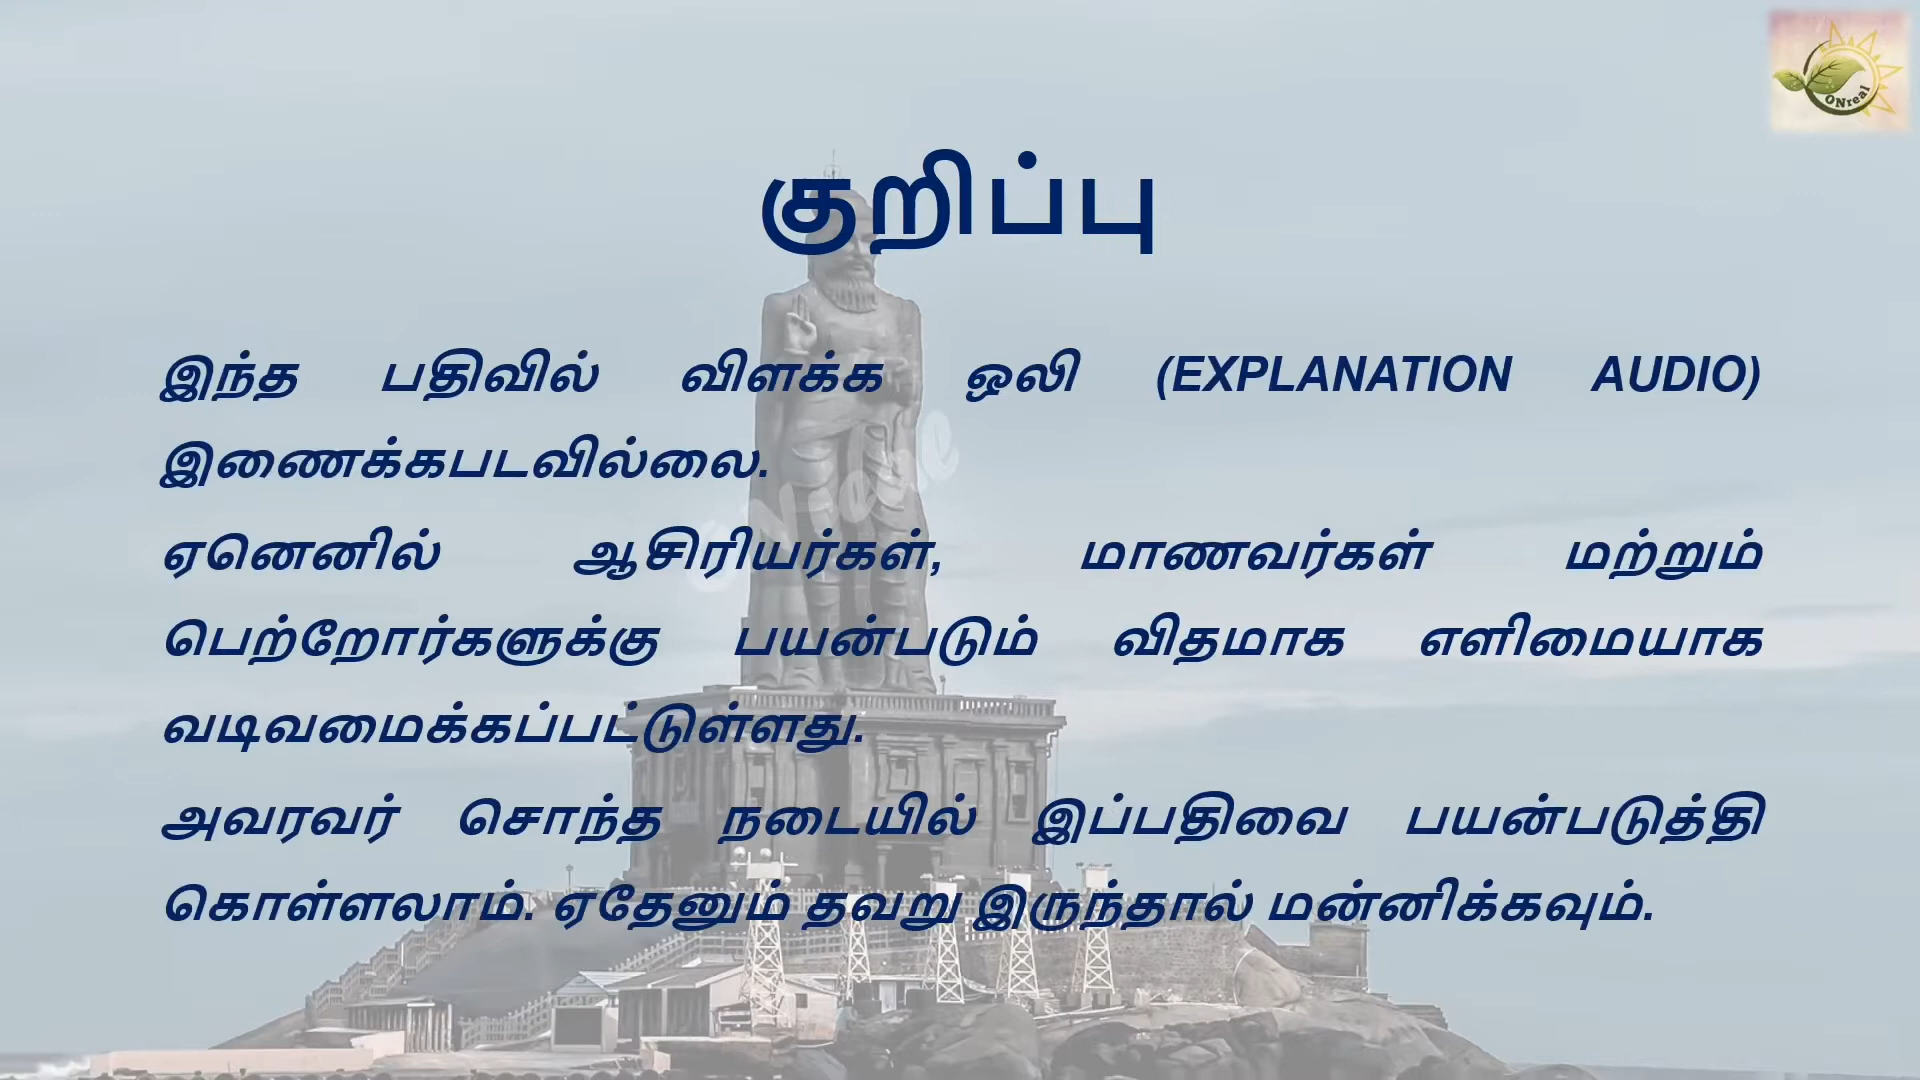 ONreal
குறிப்பு
இந்த பதிவில் விளக்க ஒலி (EXPLANATION AUDIO)
இணைக்கபடவில்லை.
ஏனெனில் ஆசிரியர்கள், மாணவர்கள் மற்றும்
பெற்றோர்களுக்கு பயன்படும் விதமாக எளிமையாக
வடிவமைக்கப்பட்டுள்ளது.
அவரவர் சொந்த நடையில் இப்பதிவை பயன்படுத்தி
கொள்ளலாம். ஏதேனும் தவறு இருந்தால் மன்னிக்கவும்.